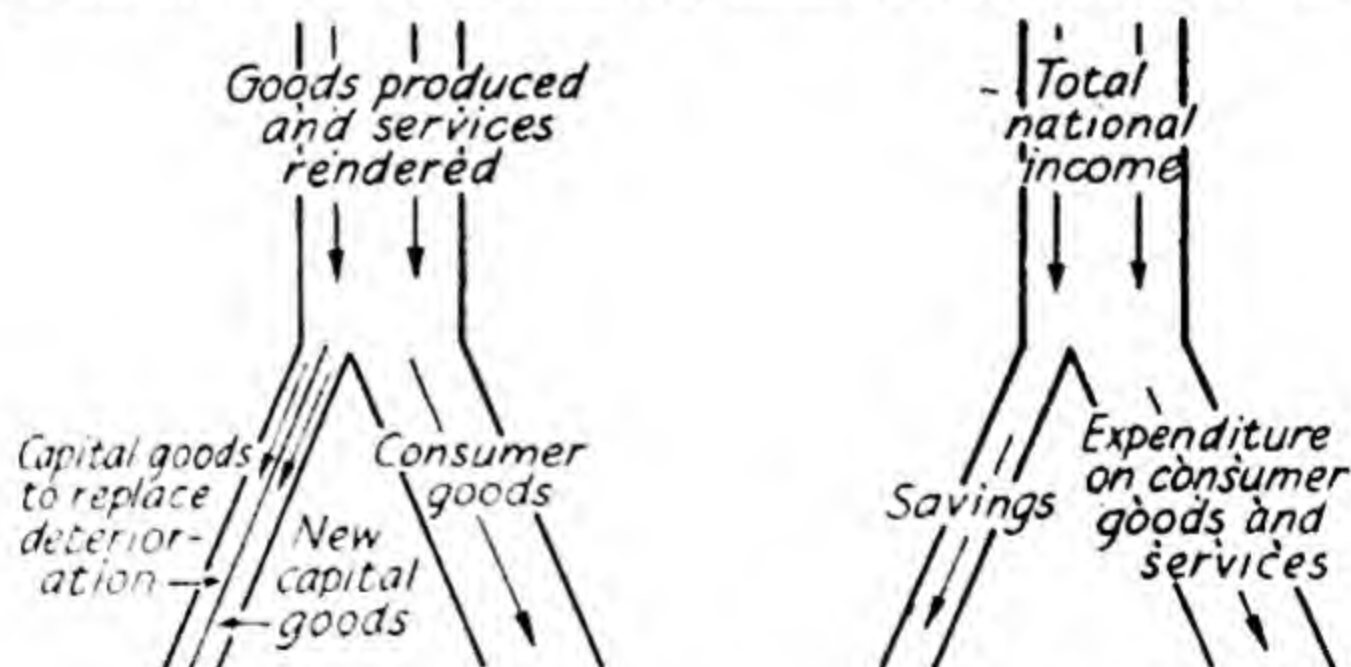 Goods produced
and services
rendered
Capital goods
to replace
deterior-
ation
New
capital
goods
Consumer
goods
Total
national
income
Savings
Expenditure
on consumer
goods and
services